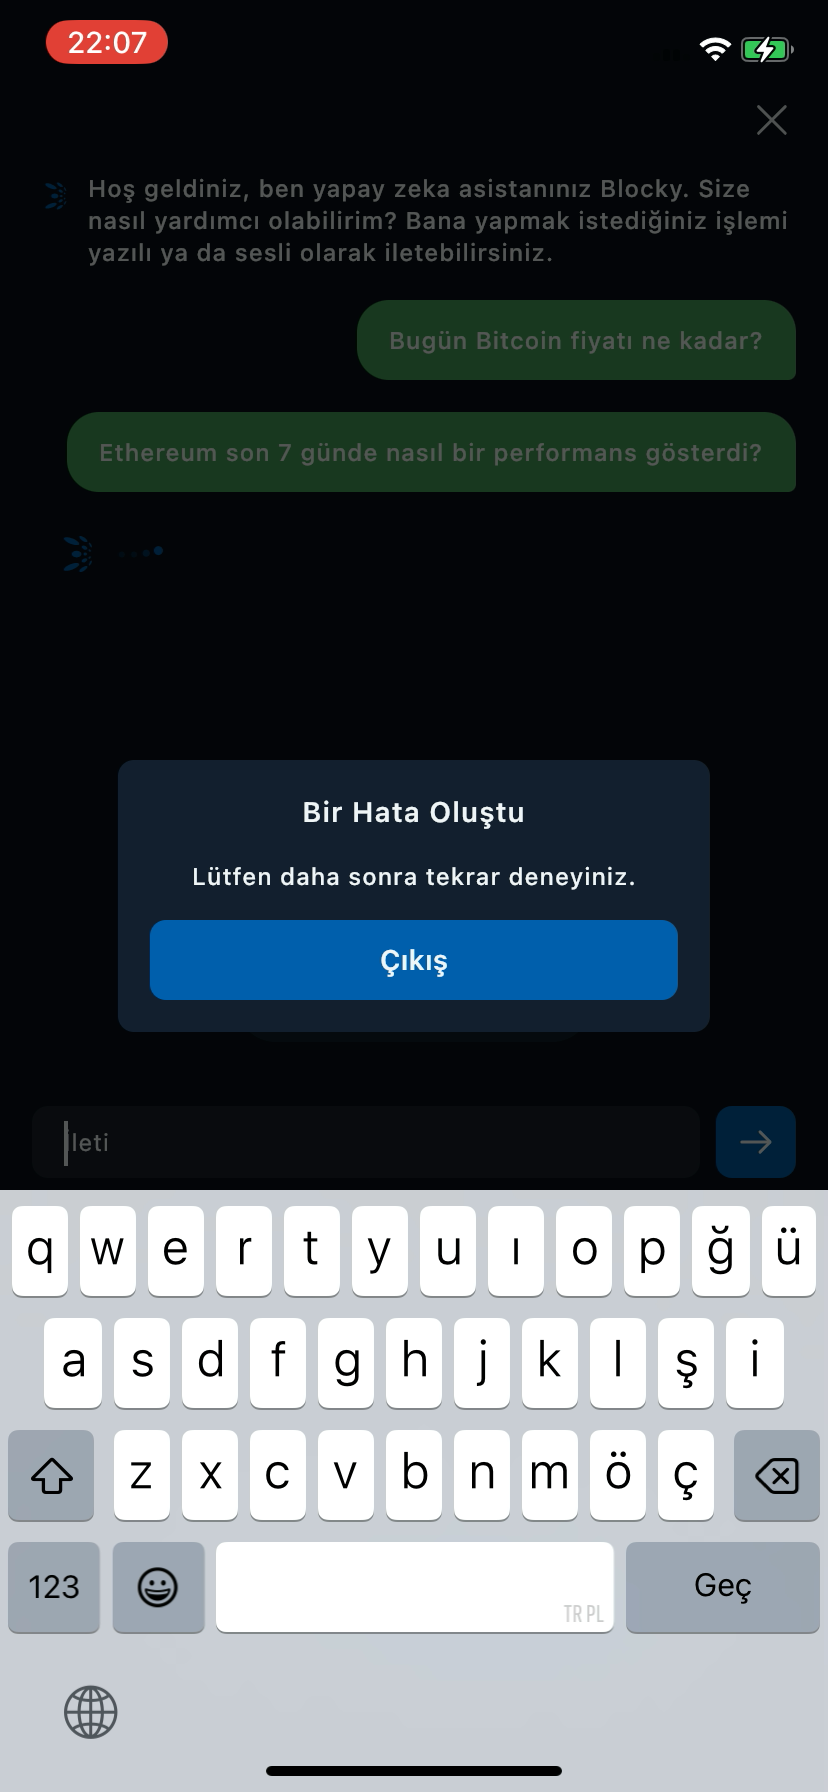 22:07
Hoş geldiniz, ben yapay zeka asistanınız Blocky. Size
nasıl yardımcı olabilirim? Bana yapmak istediğiniz işlemi
yazılı ya da sesli olarak iletebilirsiniz.
Bugün Bitcoin fiyatı ne kadar?
Ethereum son 7 günde nasıl bir performans gösterdi?
Bir Hata Oluştu
Lütfen daha sonra tekrar deneyiniz.
Çıkış
İleti
q w e r t y u ı o p ğ ü
a s d f g h j k l ş i
z x c v b n m ö ç
123
TR PL
Geç